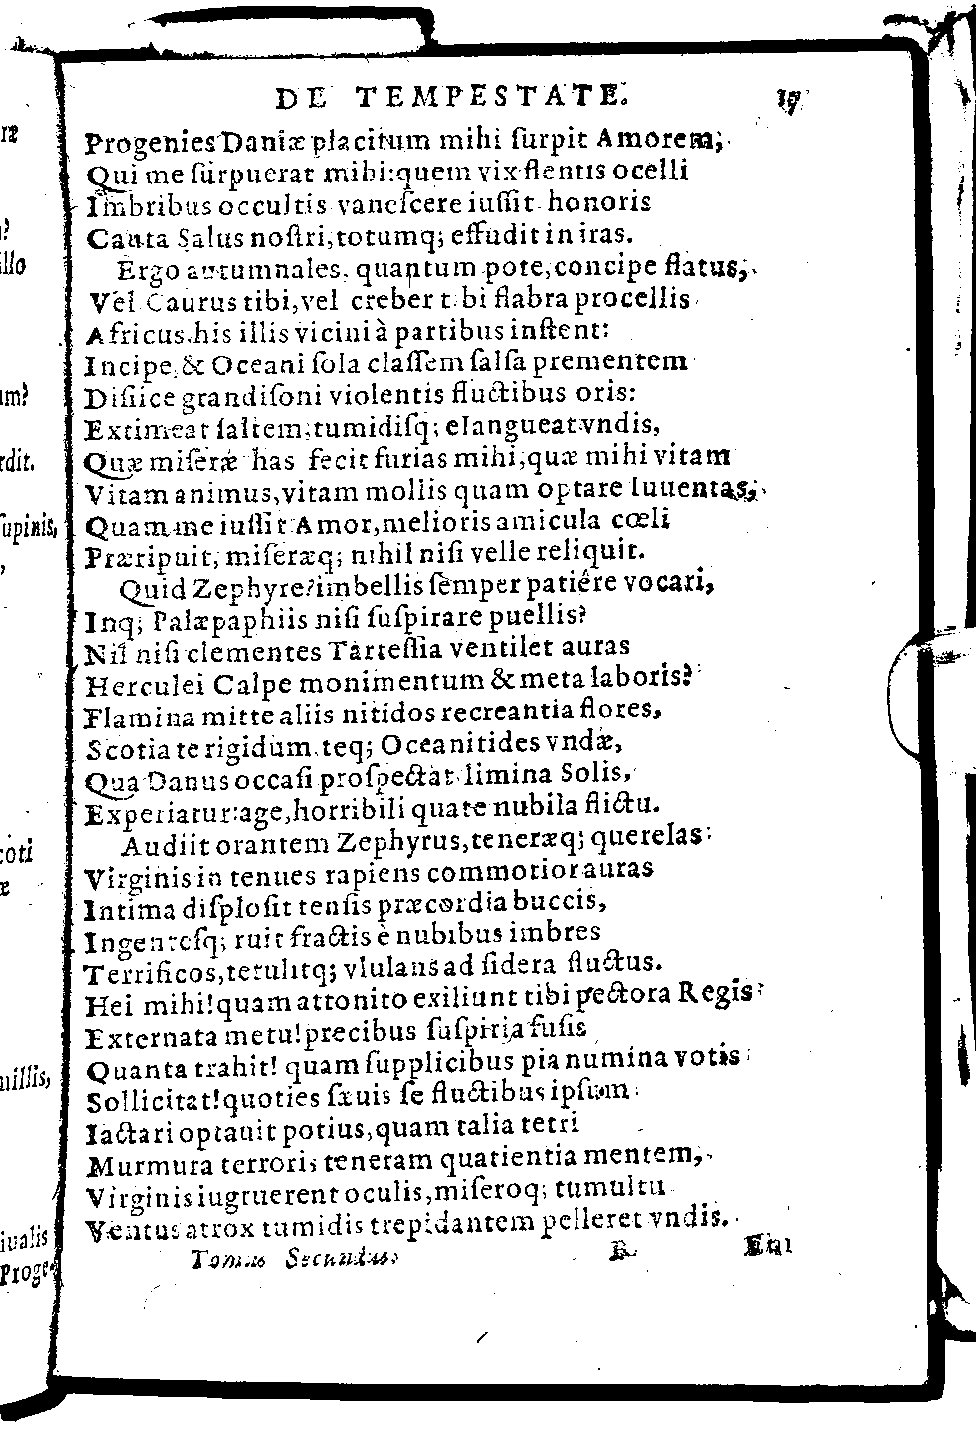 DE TEMPESTATE. 17
Progenies Daniæ placitum mihi ſurpit Amorem,
Qui me ſurpuerat mihi: quem vix flentis ocelli
Imbribus occultis vaneſcere iuſſit honoris
Cauta Salus noſtri, totumq; effudit in iras.
Ergo autumnales, quantum pote, concipe flatus,
Vel Caurus tibi, vel creber tibi flabra procellis
Africus, his illis vicini à partibus inſtent:
Incipe, & Oceani ſola claſſem ſalſa prementem
Diſiice grandiſoni violentis fluctibus oris:
Extimeat ſaltem, tumidiſq; elangueat vndis,
Quæ miſeræ has fecit furias mihi, quæ mihi vitam
Vitam animus, vitam mollis quam optare Iuuentas,
Quam me iuſſit Amor, melioris amicula cœli
Præripuit, miſeræq; nihil niſi velle reliquit.
Quid Zephyre? imbellis ſemper patiére vocari,
Inq; Palæpaphiis niſi ſuſpirare puellis?
Nil niſi clementes Tarteſſia ventilet auras
Herculei Calpe monimentum & meta laboris?
Flamina mitte aliis nitidos recreantia flores,
Scotia te rigidum, teq; Oceanitides vndæ,
Qua Danus occaſi proſpectat limina Solis,
Experiatur: age, horribili quate nubila flictu.
Audiit orantem Zephyrus, teneræq; querelas
Virginis in tenues rapiens commotior auras
Intima diſploſit tenſis præcordia buccis,
Ingenteſq; ruit fractis è nubibus imbres
Terrificos, tetulitq; vlulans ad ſidera fluctus.
Hei mihi! quam attonito exiliunt tibi pectora Regis
Externata metu! precibus ſuſpiria fuſis
Quanta trahit! quam ſupplicibus pia numina votis
Sollicitat! quoties ſæuis ſe fluctibus ipſum
Iactari optauit potius, quam talia tetri
Murmura terroris teneram quatientia mentem,
Virginis iugruerent oculis, miſeroq; tumultu
Ventus atrox tumidis trepidantem pelleret vndis.
Tomus Secundus. B
ræ
illo
um?
rdit.
ſupinis,
coti
æ
uillis,
iualis
Proge-